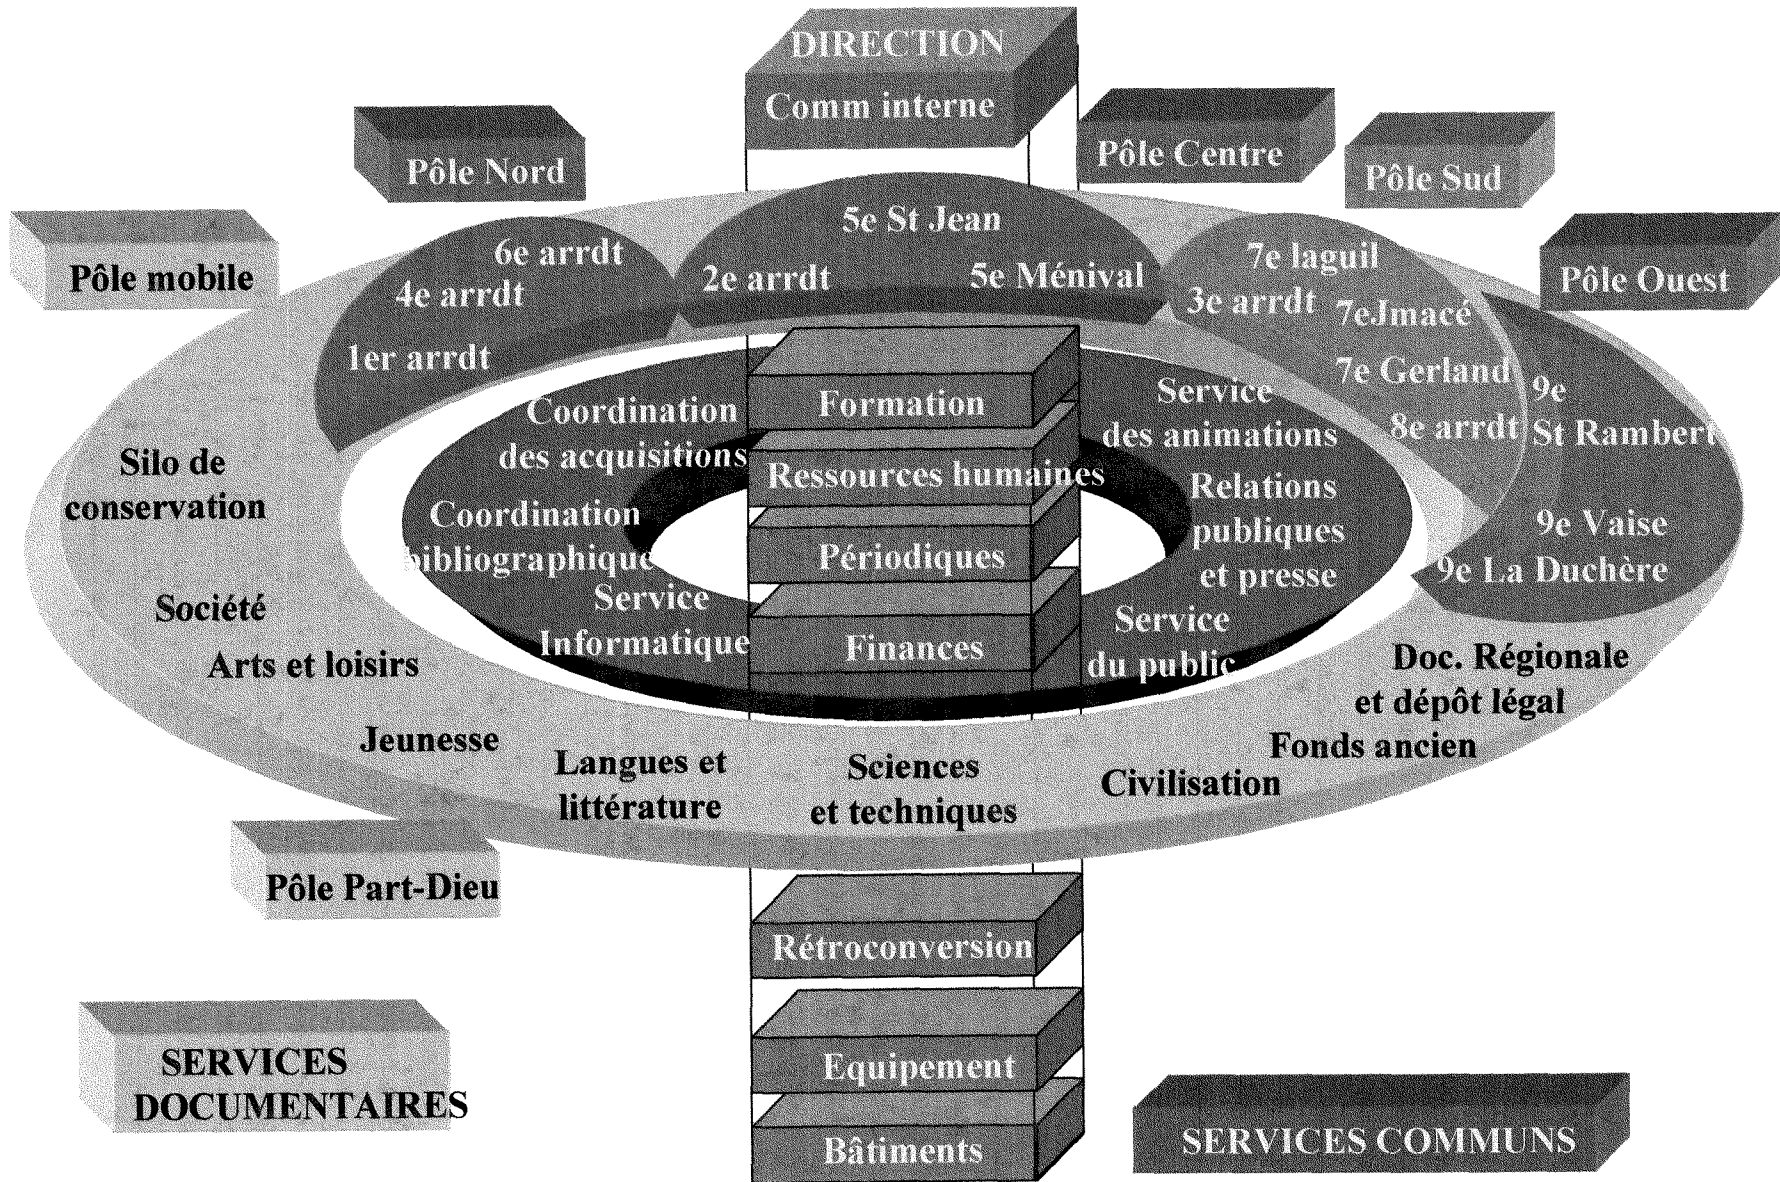 DIRECTION
Comm interne
Pôle Nord
Pôle Centre
Pôle Sud
Pôle mobile
Pôle Ouest
6e arrdt
4e arrdt
1er arrdt
5e St Jean
2e arrdt
5e Ménival
7e laguil
3e arrdt
7eJmacé
7e Gerland
8e arrdt
9e
St Rambert
9e Vaise
9e La Duchère
Coordination
des acquisitions
Coordination
bibliographique
Service
Informatique
Formation
Ressources humaines
Périodiques
Finances
Service
des animations
Relations
publiques
et presse
Service
du public
Silo de
conservation
Société
Arts et loisirs
Jeunesse
Langues et
littérature
Sciences
et techniques
Civilisation
Fonds ancien
Doc. Régionale
et dépôt légal
Pôle Part-Dieu
Rétroconversion
Equipement
Bâtiments
SERVICES
DOCUMENTAIRES
SERVICES COMMUNS